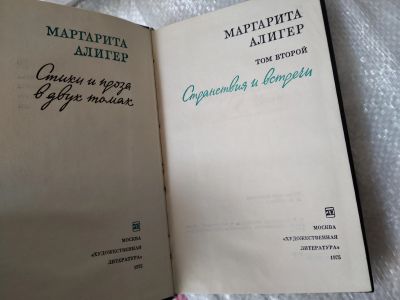 МАРГАРИТА
АЛИГЕР
Стихи и проза
в двух томах
МОСКВА
«ХУДОЖЕСТВЕННАЯ
ЛИТЕРАТУРА»
1975
МАРГАРИТА
АЛИГЕР
ТОМ ВТОРОЙ
Странствия и встречи
МОСКВА
«ХУДОЖЕСТВЕННАЯ
ЛИТЕРАТУРА»
1975